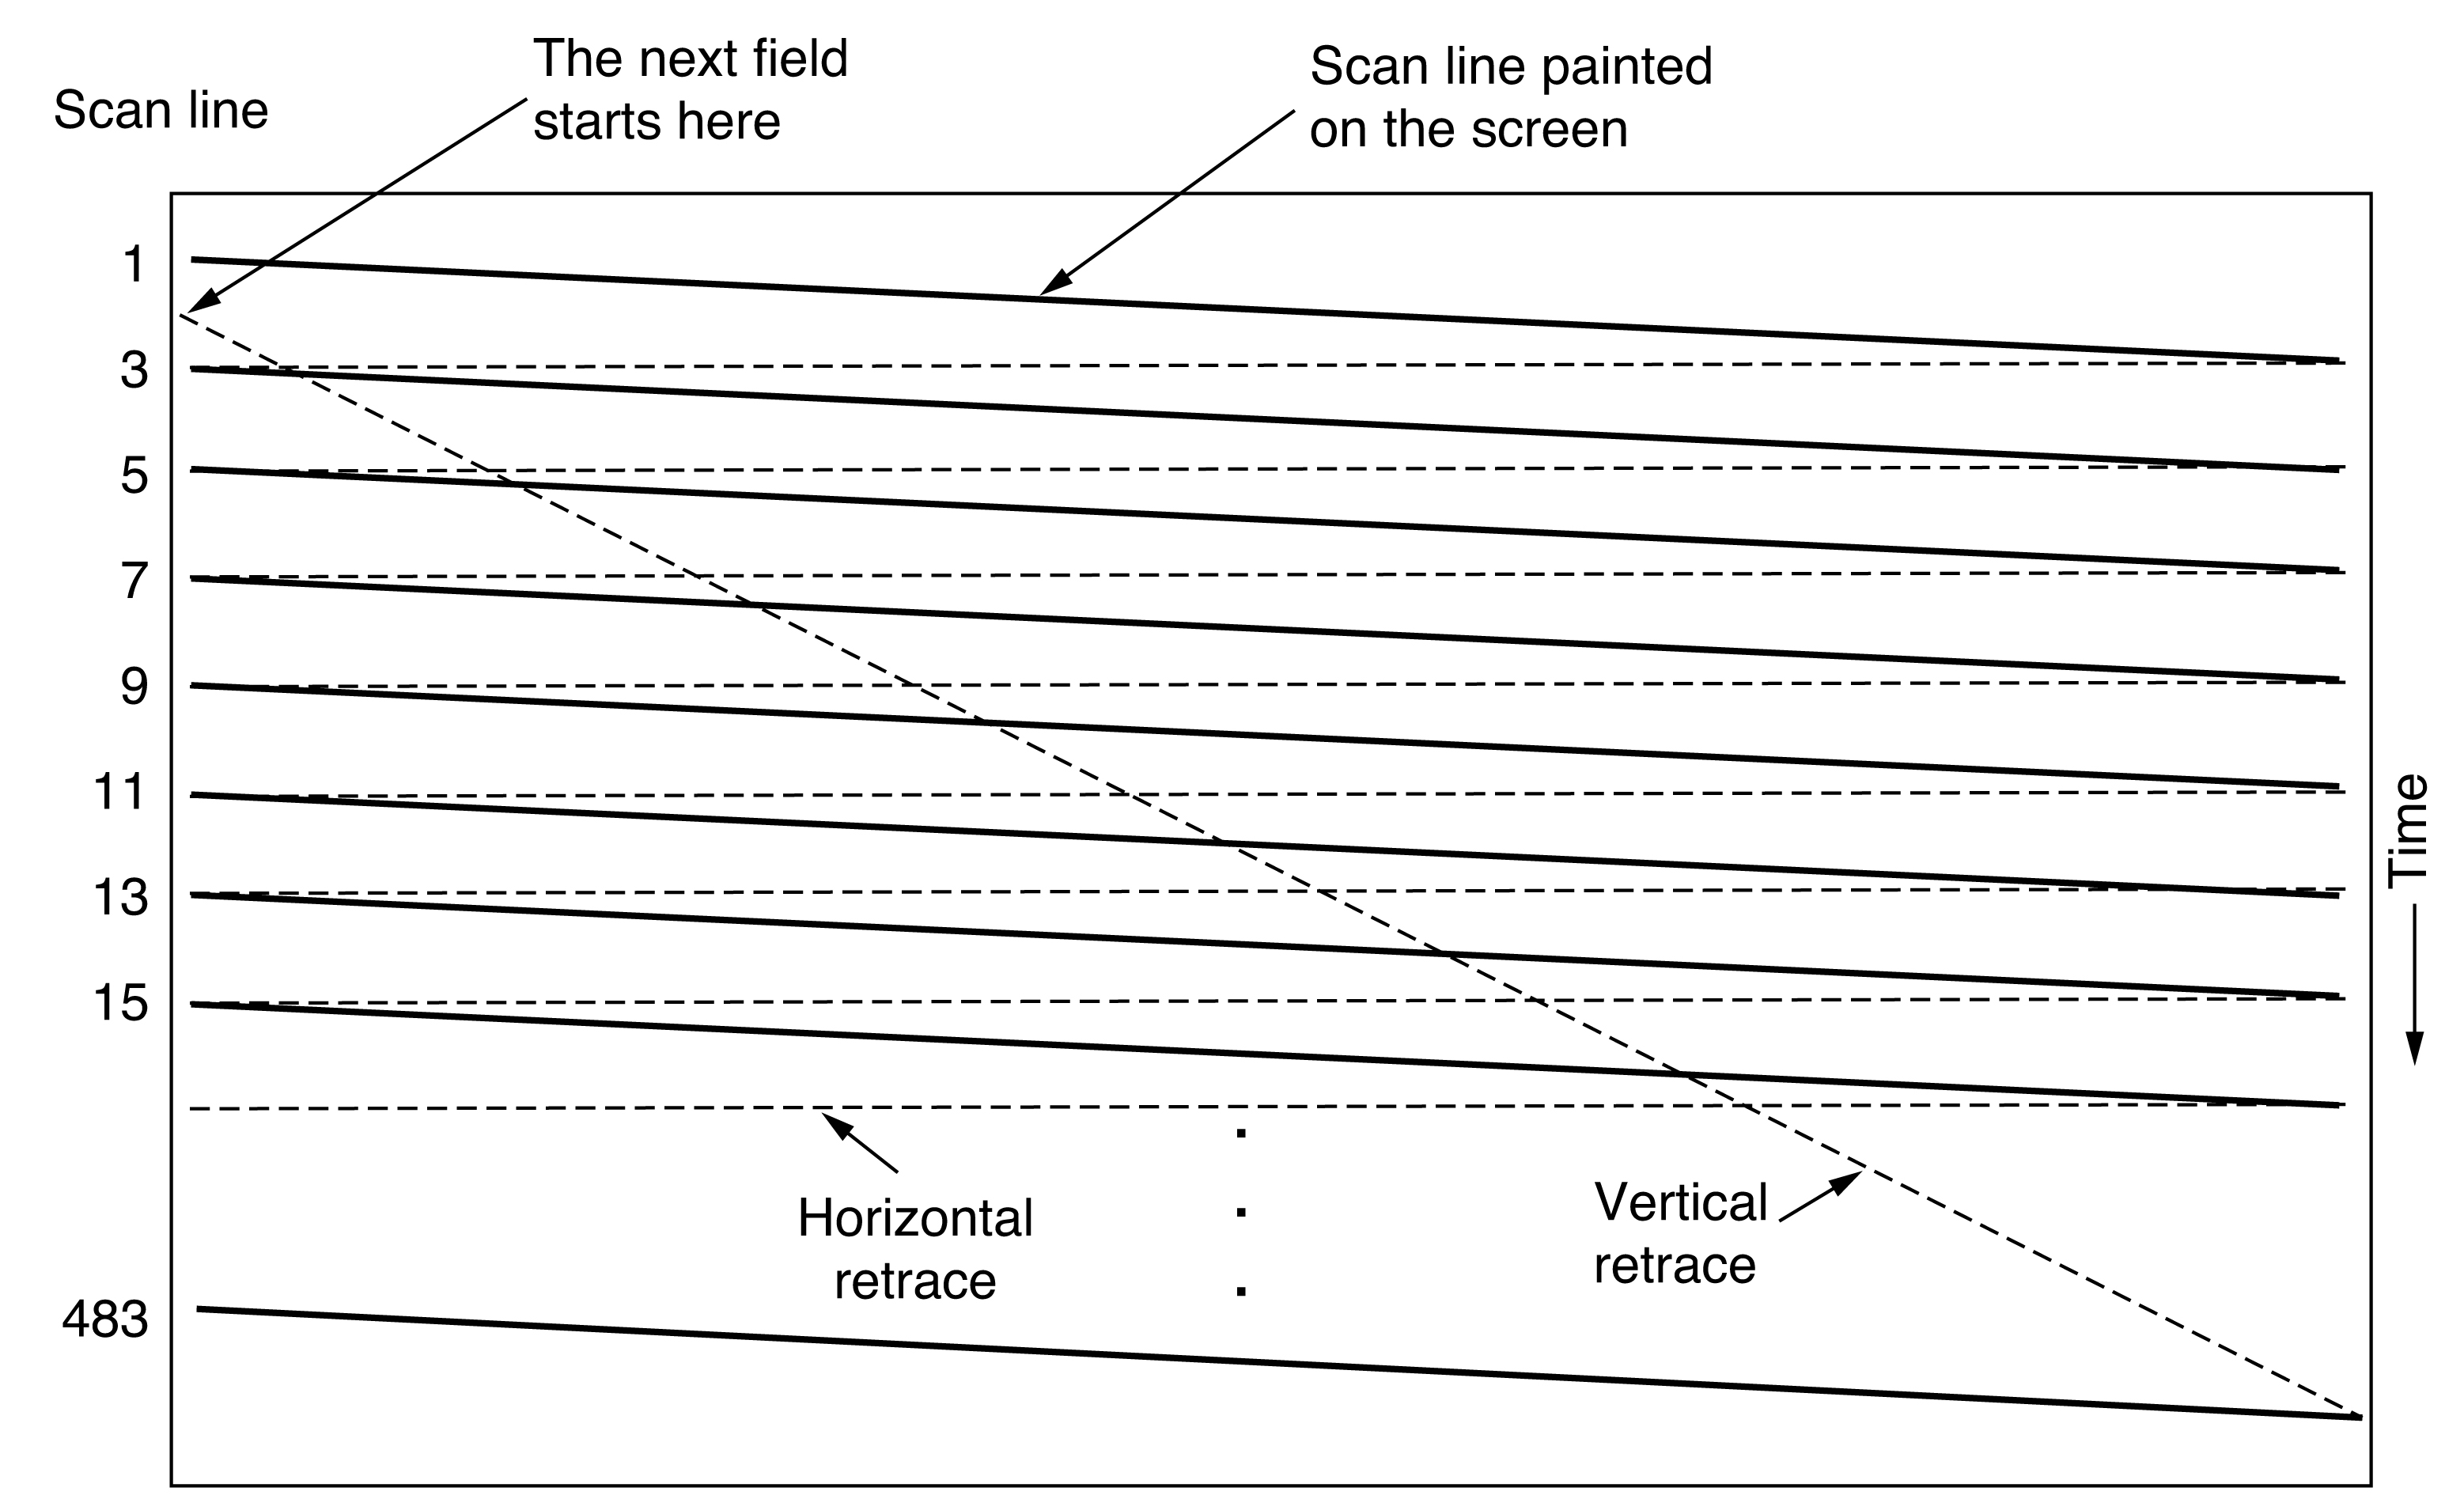 The next field
starts here
Scan line painted
on the screen
Scan line
1
3
5
7
9
11
13
15
483
Time
Horizontal
retrace
Vertical
retrace